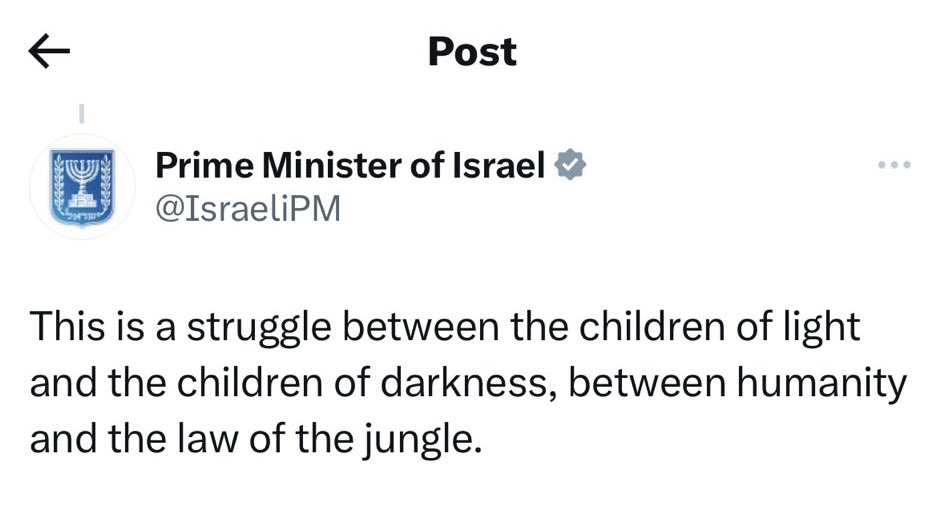 Post
Prime Minister of Israel
@IsraeliPM
This is a struggle between the children of light
and the children of darkness, between humanity
and the law of the jungle.